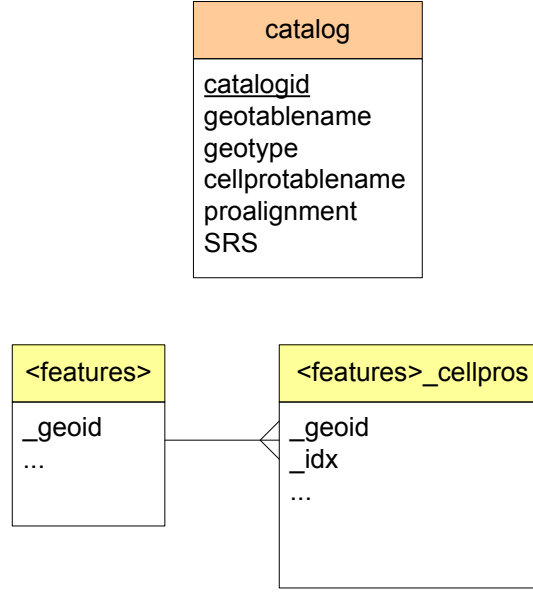 catalog
catalogid
geotablename
geotype
cellprotablename
proalignment
SRS
<features>
_geoid
...
<features>_cellpros
_geoid
_idx
...